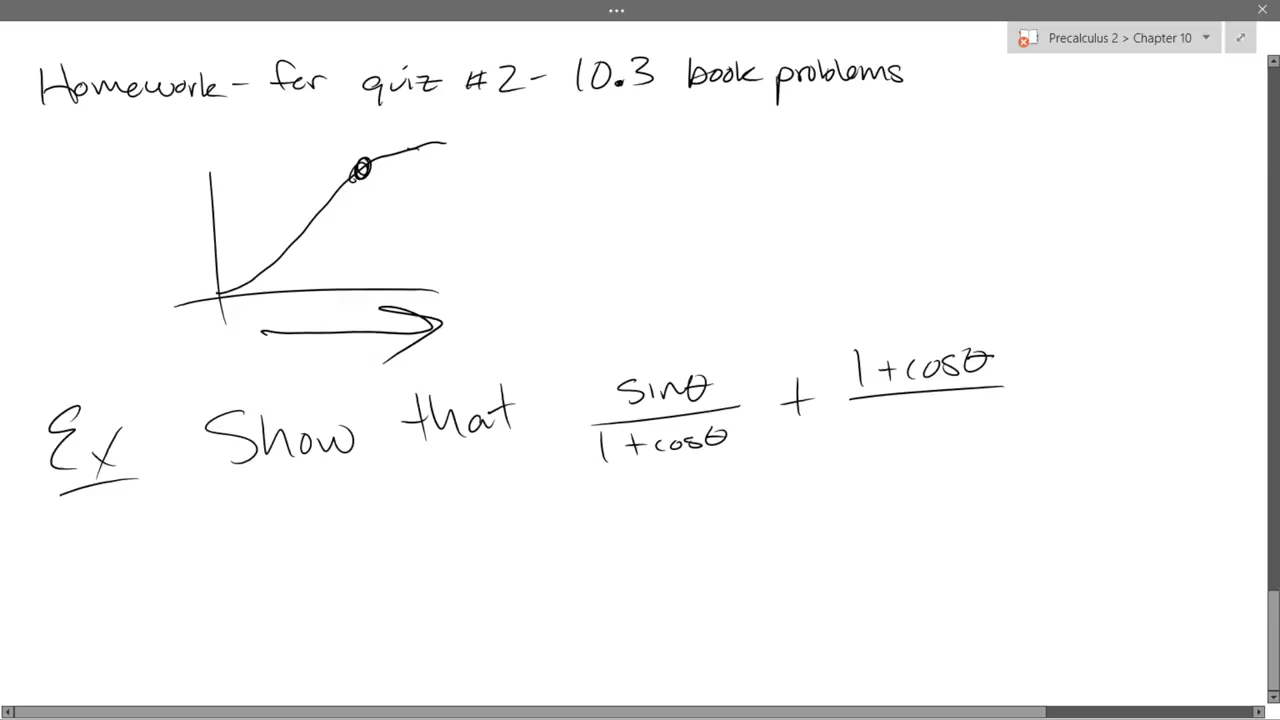 Precalculus 2 > Chapter 10
Homework - for quiz #2 - 10.3 book problems
Ex Show that sinθ/(1+cosθ) + (1+cosθ)/